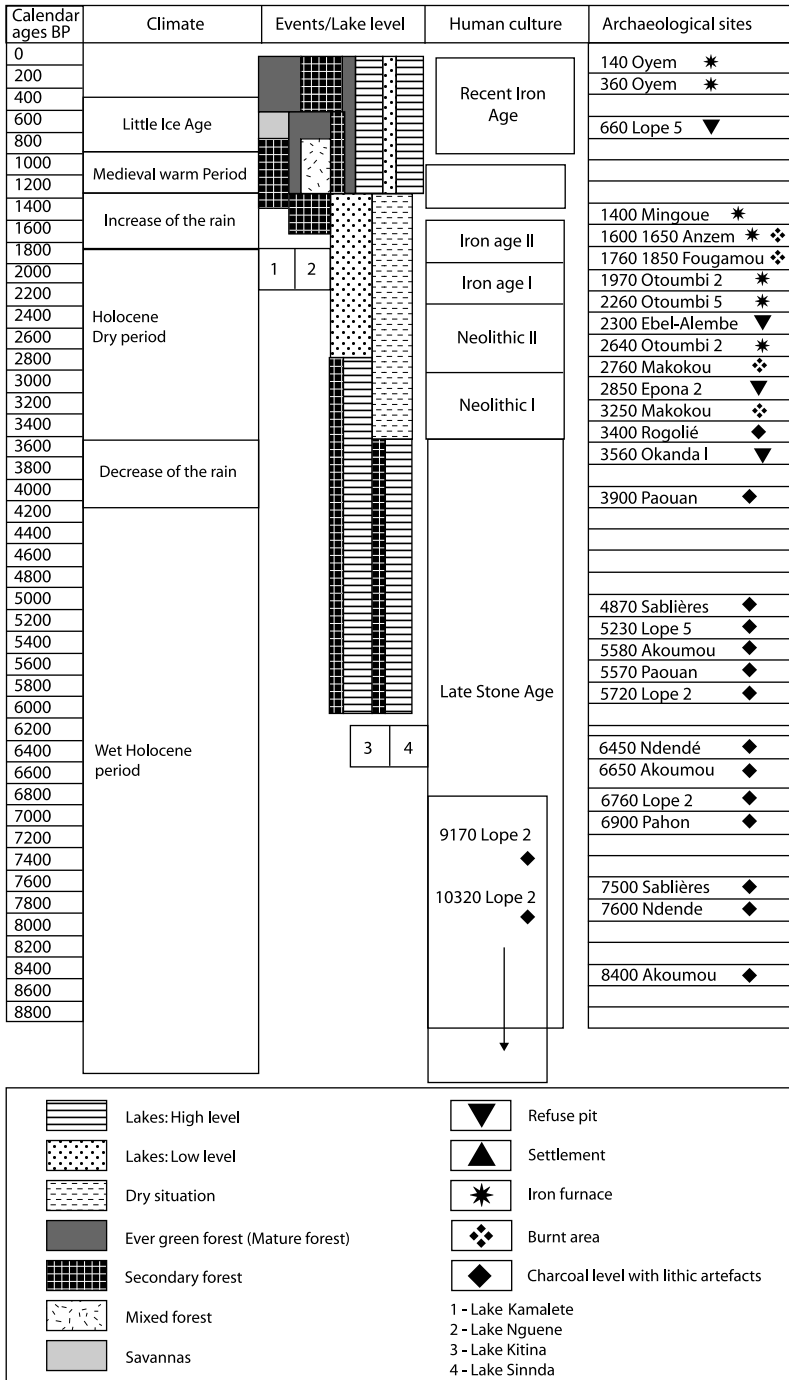 Calendar ages BP
Climate
Events/Lake level
Human culture
Archaeological sites
0
200
400
600
800
1000
1200
1400
1600
1800
2000
2200
2400
2600
2800
3000
3200
3400
3600
3800
4000
4200
4400
4600
4800
5000
5200
5400
5600
5800
6000
6200
6400
6600
6800
7000
7200
7400
7600
7800
8000
8200
8400
8600
8800
Little Ice Age
Medieval warm Period
Increase of the rain
Holocene
Dry period
Decrease of the rain
Wet Holocene
period
1 2
3 4
Recent Iron
Age
Iron age II
Iron age I
Neolithic II
Neolithic I
Late Stone Age
9170 Lope 2
10320 Lope 2
140 Oyem
360 Oyem
660 Lope 5
1400 Mingoue
1600 1650 Anzem
1760 1850 Fougamou
1970 Otoumbi 2
2260 Otoumbi 5
2300 Ebel-Alembe
2640 Otoumbi 2
2760 Makokou
2850 Epona 2
3250 Makokou
3400 Rogolié
3560 Okanda l
3900 Paouan
4870 Sablières
5230 Lope 5
5580 Akoumou
5570 Paouan
5720 Lope 2
6450 Ndendé
6650 Akoumou
6760 Lope 2
6900 Pahon
7500 Sablières
7600 Ndende
8400 Akoumou
Lakes: High level
Lakes: Low level
Dry situation
Ever green forest (Mature forest)
Secondary forest
Mixed forest
Savannas
Refuse pit
Settlement
Iron furnace
Burnt area
Charcoal level with lithic artefacts
1 - Lake Kamalete
2 - Lake Nguene
3 - Lake Kitina
4 - Lake Sinnda